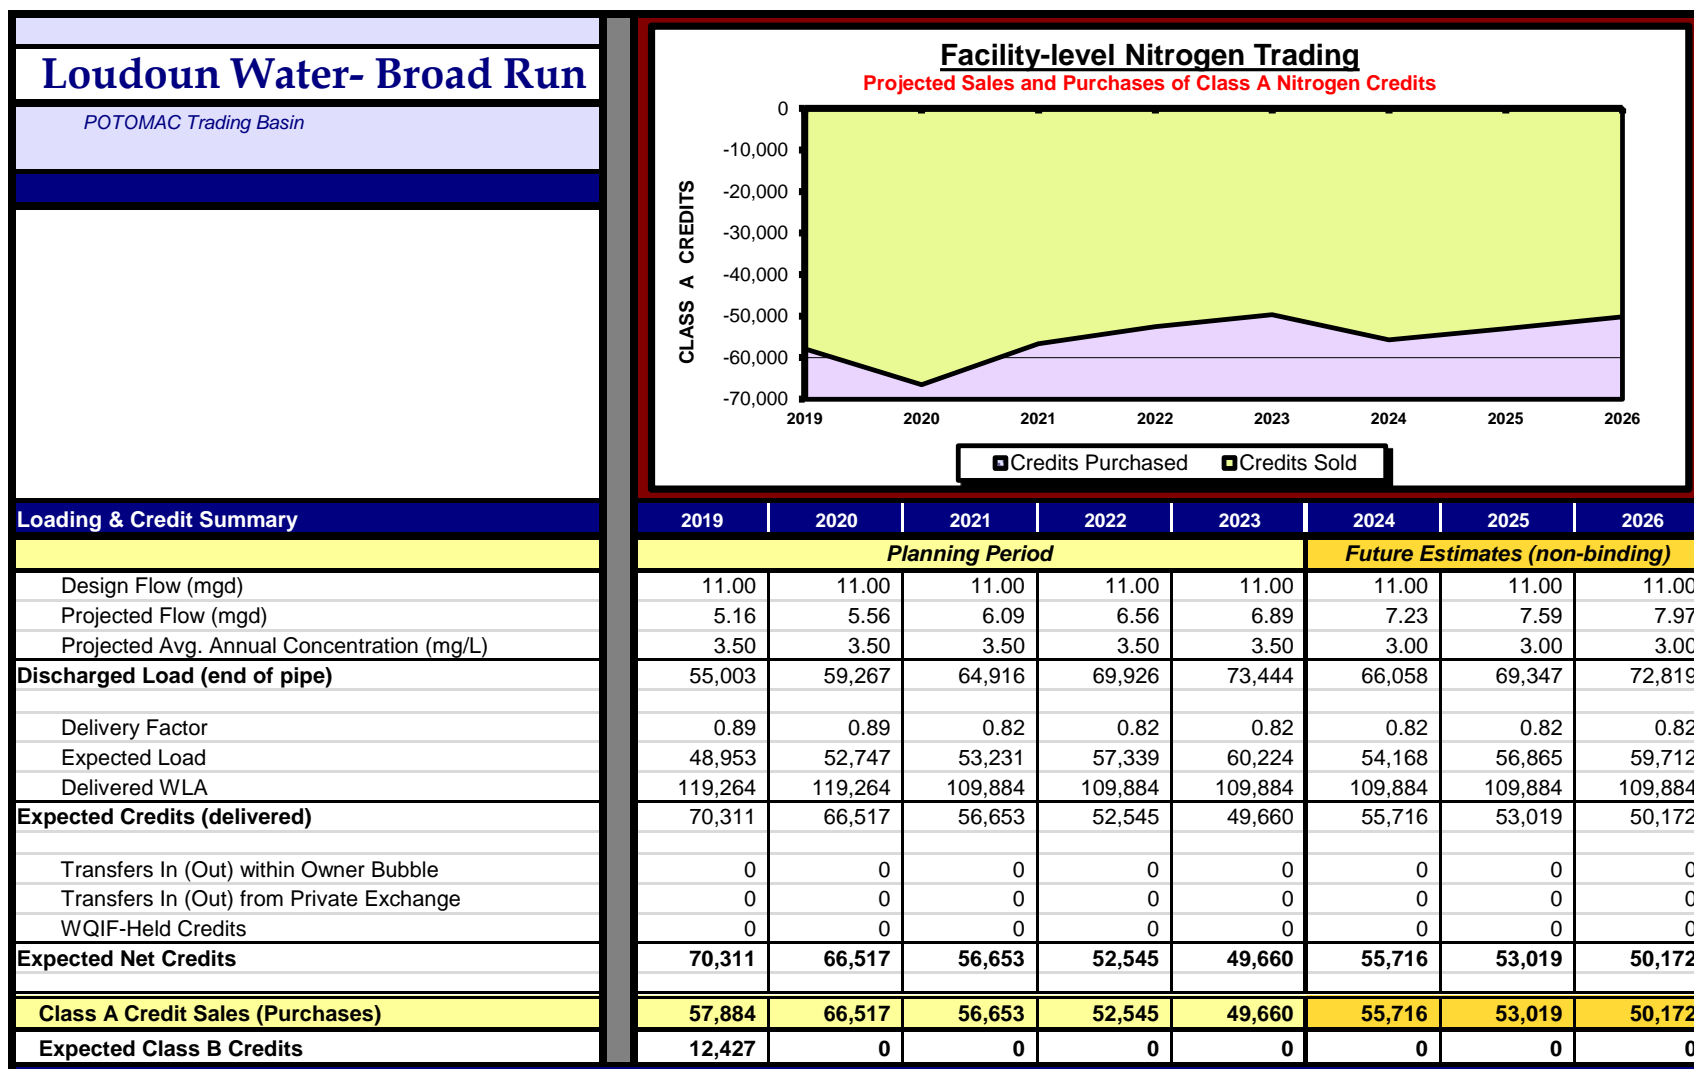 Loudoun Water- Broad Run
POTOMAC Trading Basin
Facility-level Nitrogen Trading
Projected Sales and Purchases of Class A Nitrogen Credits
CLASS A CREDITS
0
-10,000
-20,000
-30,000
-40,000
-50,000
-60,000
-70,000
2019 2020 2021 2022 2023 2024 2025 2026
Credits Purchased Credits Sold
Loading & Credit Summary 2019 2020 2021 2022 2023 2024 2025 2026
Planning Period Future Estimates (non-binding)
Design Flow (mgd) 11.00 11.00 11.00 11.00 11.00 11.00 11.00 11.00
Projected Flow (mgd) 5.16 5.56 6.09 6.56 6.89 7.23 7.59 7.97
Projected Avg. Annual Concentration (mg/L) 3.50 3.50 3.50 3.50 3.50 3.00 3.00 3.00
Discharged Load (end of pipe) 55,003 59,267 64,916 69,926 73,444 66,058 69,347 72,819
Delivery Factor 0.89 0.89 0.82 0.82 0.82 0.82 0.82 0.82
Expected Load 48,953 52,747 53,231 57,339 60,224 54,168 56,865 59,712
Delivered WLA 119,264 119,264 109,884 109,884 109,884 109,884 109,884 109,884
Expected Credits (delivered) 70,311 66,517 56,653 52,545 49,660 55,716 53,019 50,172
Transfers In (Out) within Owner Bubble 0 0 0 0 0 0 0 0
Transfers In (Out) from Private Exchange 0 0 0 0 0 0 0 0
WQIF-Held Credits 0 0 0 0 0 0 0 0
Expected Net Credits 70,311 66,517 56,653 52,545 49,660 55,716 53,019 50,172
Class A Credit Sales (Purchases) 57,884 66,517 56,653 52,545 49,660 55,716 53,019 50,172
Expected Class B Credits 12,427 0 0 0 0 0 0 0